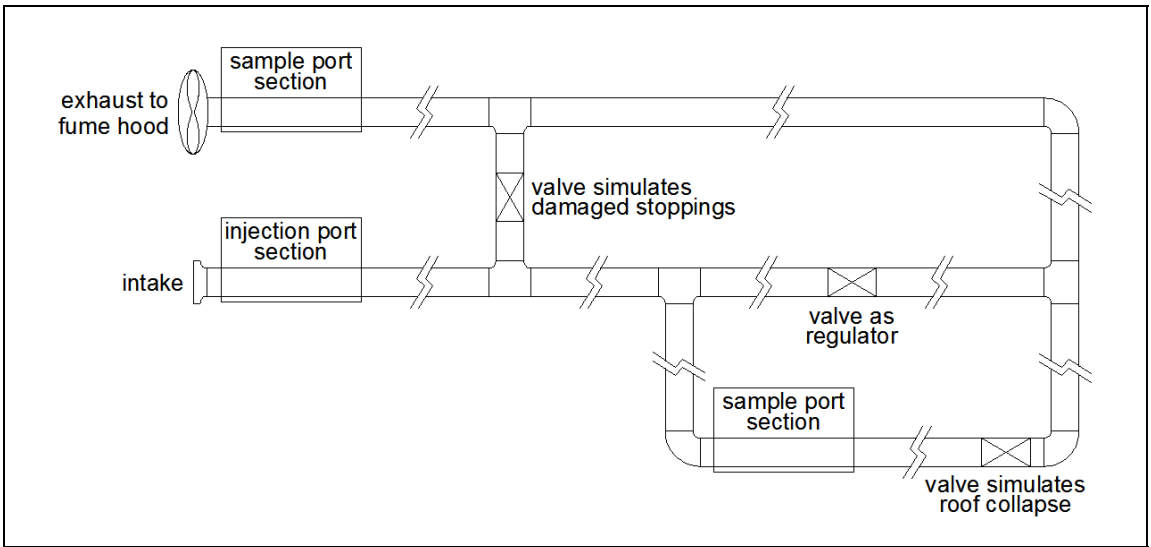 sample port
section
exhaust to
fume hood
valve simulates
damaged stoppings
injection port
section
intake
valve as
regulator
sample port
section
valve simulates
roof collapse